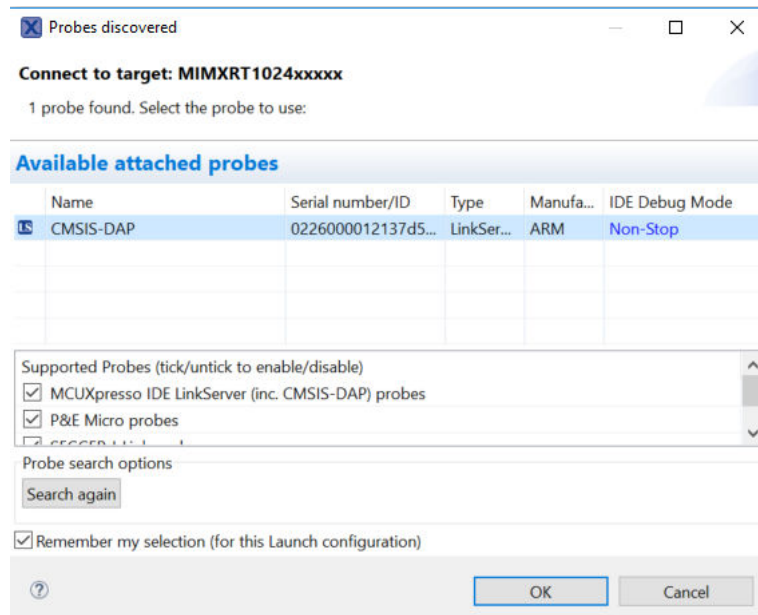 Probes discovered
Connect to target: MIMXRT1024xxxxx
1 probe found. Select the probe to use:
Available attached probes
Name Serial number/ID Type Manufa... IDE Debug Mode
LS CMSIS-DAP 0226000012137d5... LinkSer... ARM Non-Stop
Supported Probes (tick/untick to enable/disable)
MCUXpresso IDE LinkServer (inc. CMSIS-DAP) probes
P&E Micro probes
Probe search options
Search again
Remember my selection (for this Launch configuration)
? OK Cancel